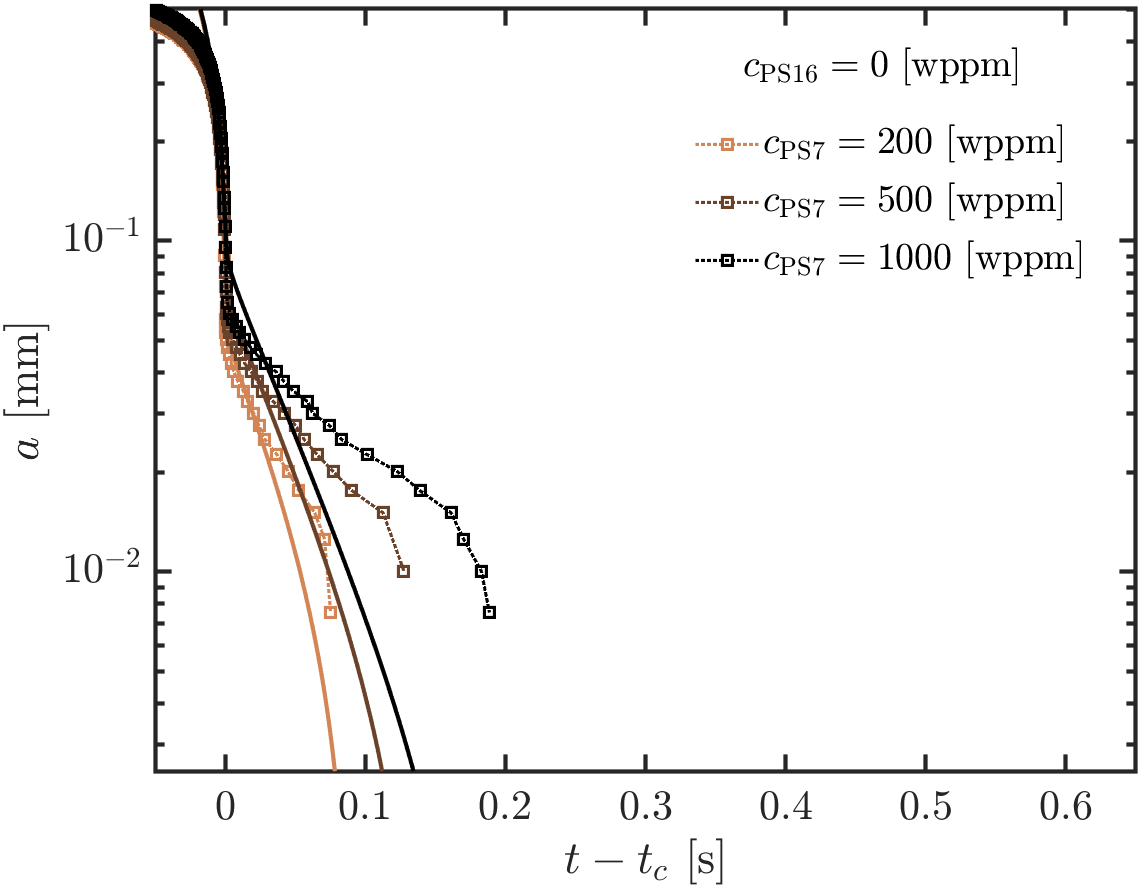 c_PS16 = 0 [wppm]
c_PS7 = 200 [wppm]
c_PS7 = 500 [wppm]
c_PS7 = 1000 [wppm]
10⁻¹
10⁻²
a [mm]
0 0.1 0.2 0.3 0.4 0.5 0.6
t − t_c [s]